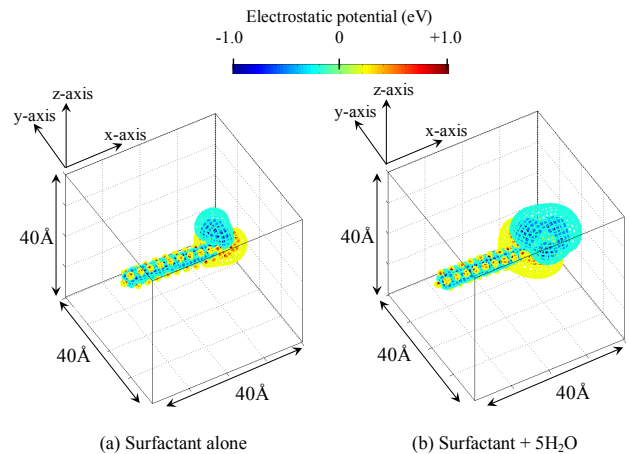 Electrostatic potential (eV)
-1.0 0 +1.0
z-axis
y-axis
x-axis
40Å
40Å
40Å
z-axis
y-axis
x-axis
40Å
40Å
40Å
(a) Surfactant alone
(b) Surfactant + 5H₂O